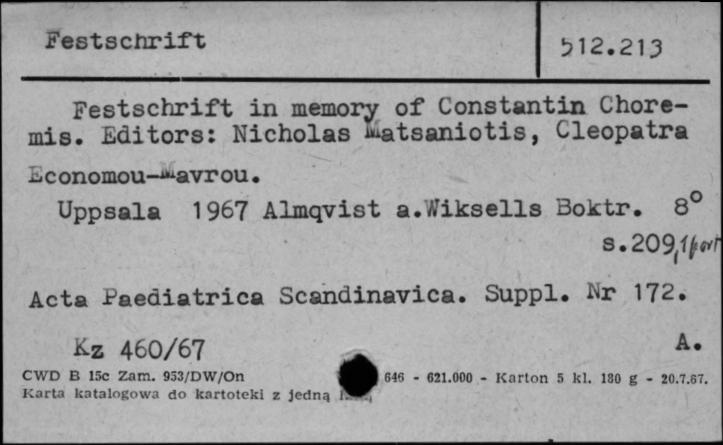 Festschrift
512.213
Festschrift in memory of Constantin Chore-
mis. Editors: Nicholas Matsaniotis, Cleopatra
Economou-Mavrou.
Uppsala 1967 Almqvist a.Wiksells Boktr. 8°
s.209,1port
Acta Paediatrica Scandinavica. Suppl. Nr 172.
Kz 460/67 A.
CWD B 15c Zam. 953/DW/On 646 - 621.000 - Karton 5 kl. 180 g - 20.7.67.
Karta katalogowa do kartoteki z jedną